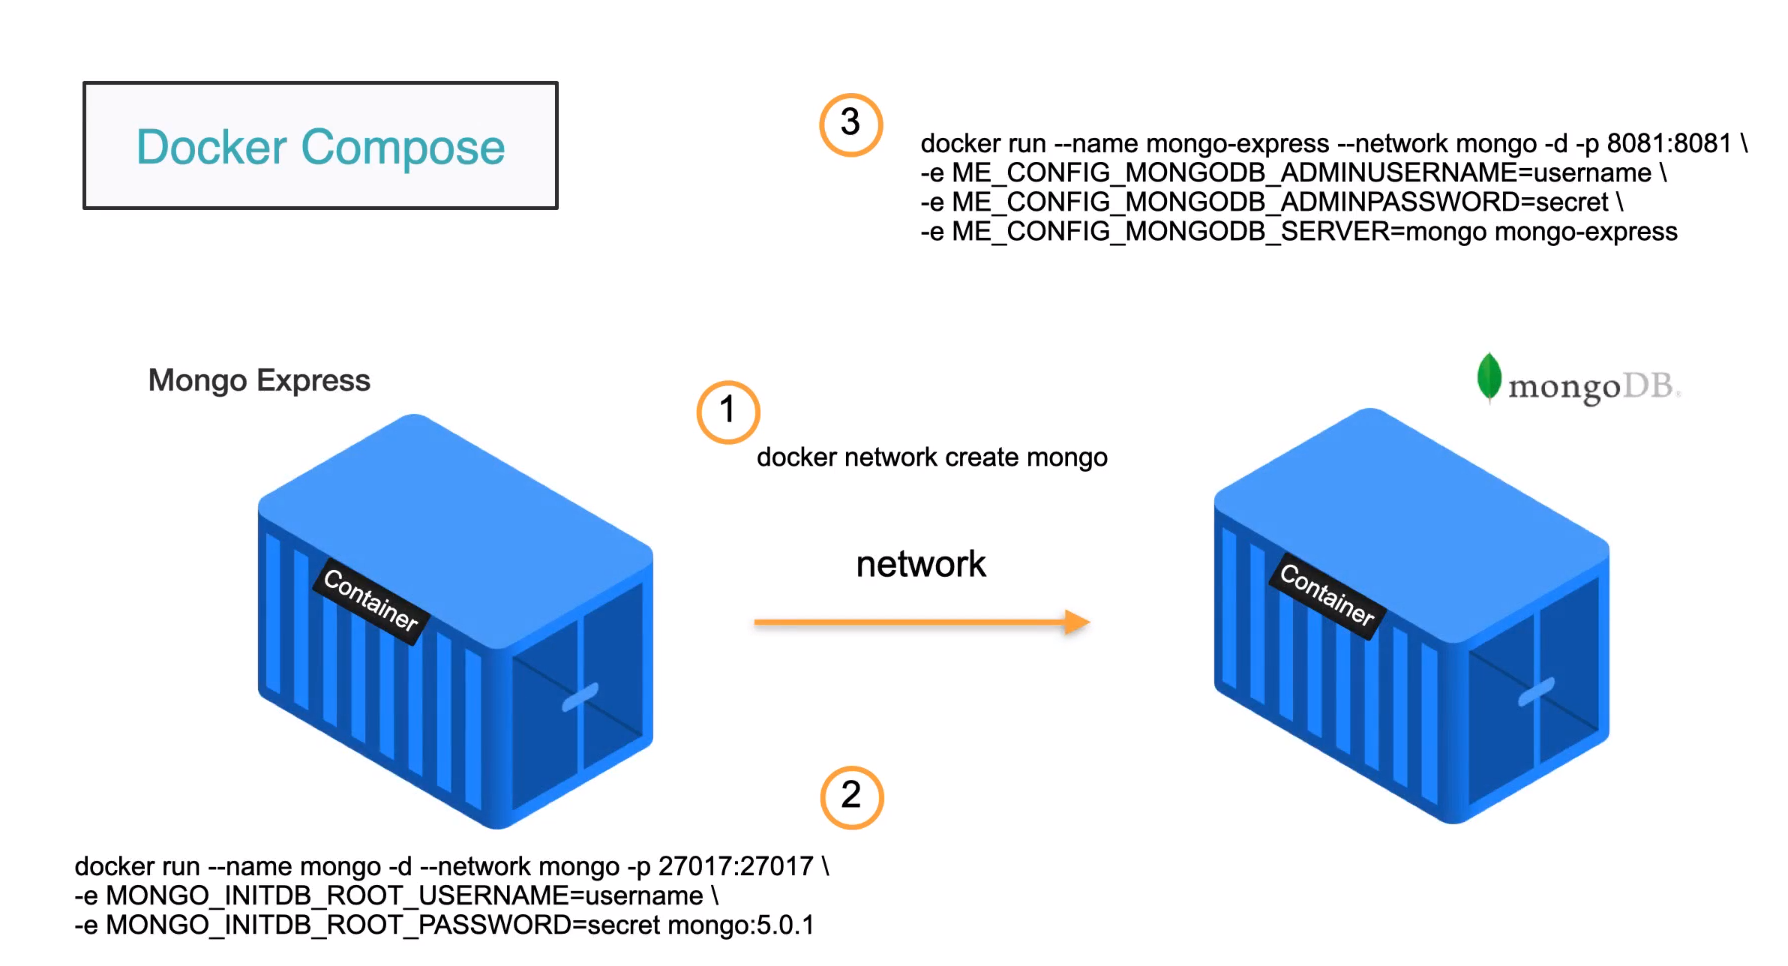 Docker Compose
3
docker run --name mongo-express --network mongo -d -p 8081:8081 \
-e ME_CONFIG_MONGODB_ADMINUSERNAME=username \
-e ME_CONFIG_MONGODB_ADMINPASSWORD=secret \
-e ME_CONFIG_MONGODB_SERVER=mongo mongo-express
Mongo Express
1
docker network create mongo
mongoDB.
network
Container
Container
2
docker run --name mongo -d --network mongo -p 27017:27017 \
-e MONGO_INITDB_ROOT_USERNAME=username \
-e MONGO_INITDB_ROOT_PASSWORD=secret mongo:5.0.1